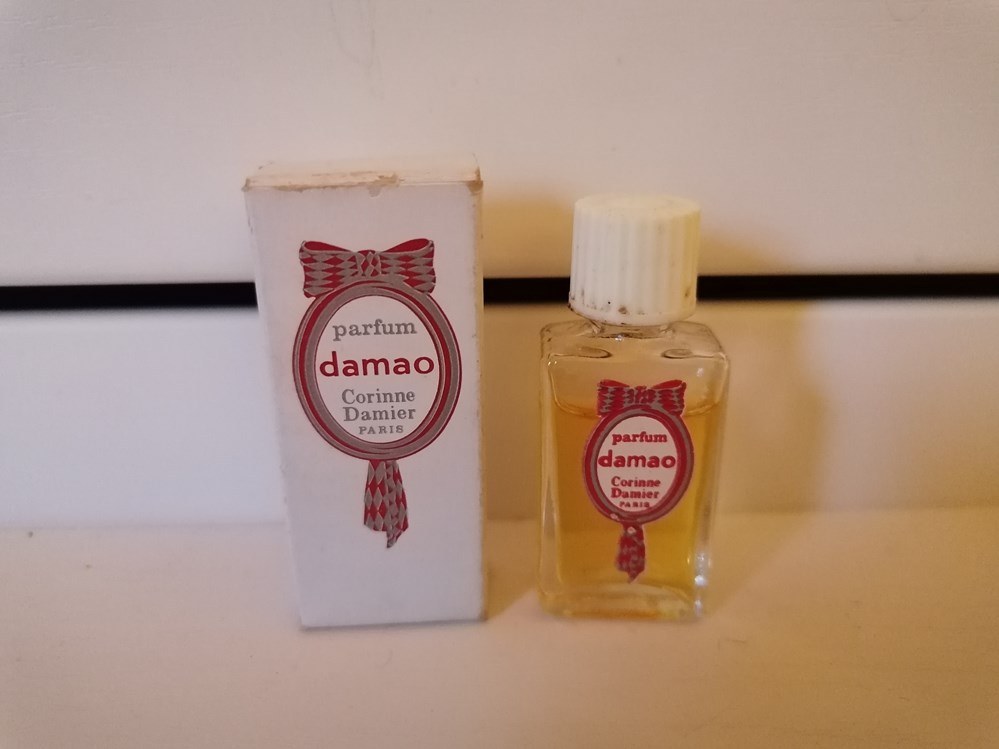 parfum
damao
Corinne
Damier
PARIS
parfum
damao
Corinne
Damier
PARIS